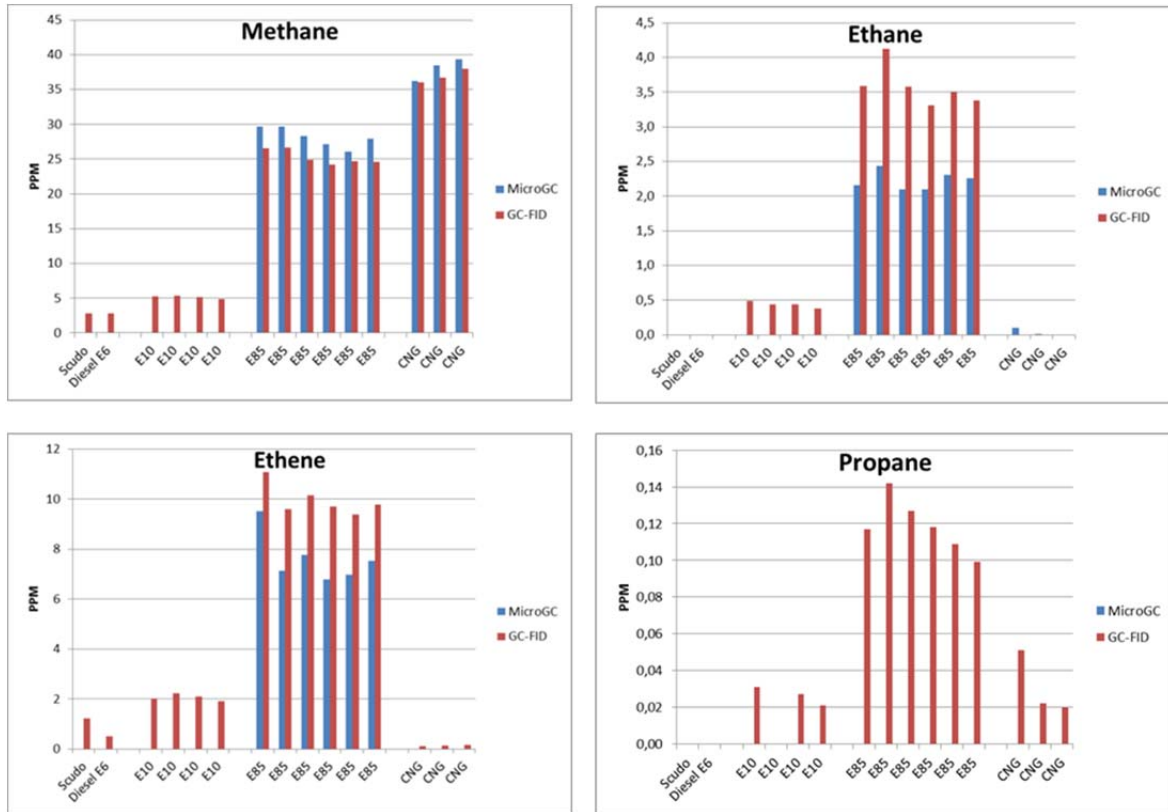 Methane
45
40
35
30
25
20
15
10
5
0
PPM
MicroGC
GC-FID
Scudo
Diesel E6
E10
E10
E10
E10
E85
E85
E85
E85
E85
E85
CNG
CNG
CNG
Ethane
4,5
4,0
3,5
3,0
2,5
2,0
1,5
1,0
0,5
0,0
PPM
MicroGC
GC-FID
Scudo
Diesel E6
E10
E10
E10
E10
E85
E85
E85
E85
E85
E85
CNG
CNG
CNG
Ethene
12
10
8
6
4
2
0
PPM
MicroGC
GC-FID
Scudo
Diesel E6
E10
E10
E10
E10
E85
E85
E85
E85
E85
E85
CNG
CNG
CNG
Propane
0,16
0,14
0,12
0,10
0,08
0,06
0,04
0,02
0,00
PPM
MicroGC
GC-FID
Scudo
Diesel E6
E10
E10
E10
E10
E85
E85
E85
E85
E85
E85
CNG
CNG
CNG